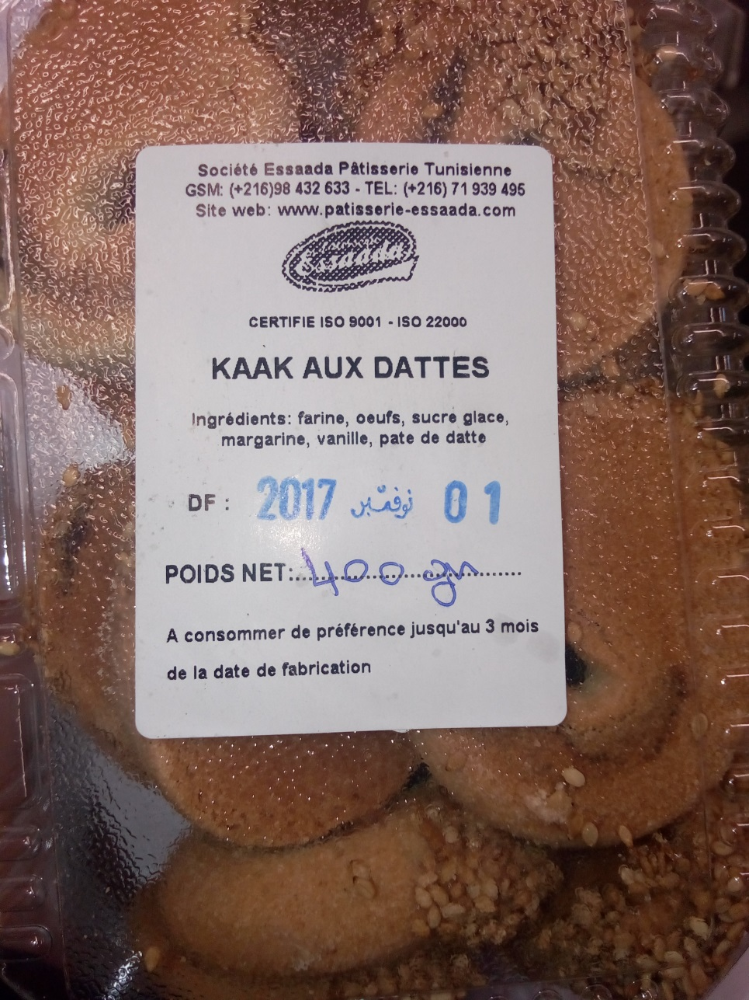 Société Essaada Pâtisserie Tunisienne
GSM: (+216)98 432 633 - TEL: (+216) 71 939 495
Site web: www.patisserie-essaada.com
Essaada
CERTIFIE ISO 9001 - ISO 22000
KAAK AUX DATTES
Ingrédients: farine, oeufs, sucre glace,
margarine, vanille, pate de datte
DF : 2017 نوفمبر 01
POIDS NET:..400 gr..........
A consommer de préférence jusqu'au 3 mois
de la date de fabrication